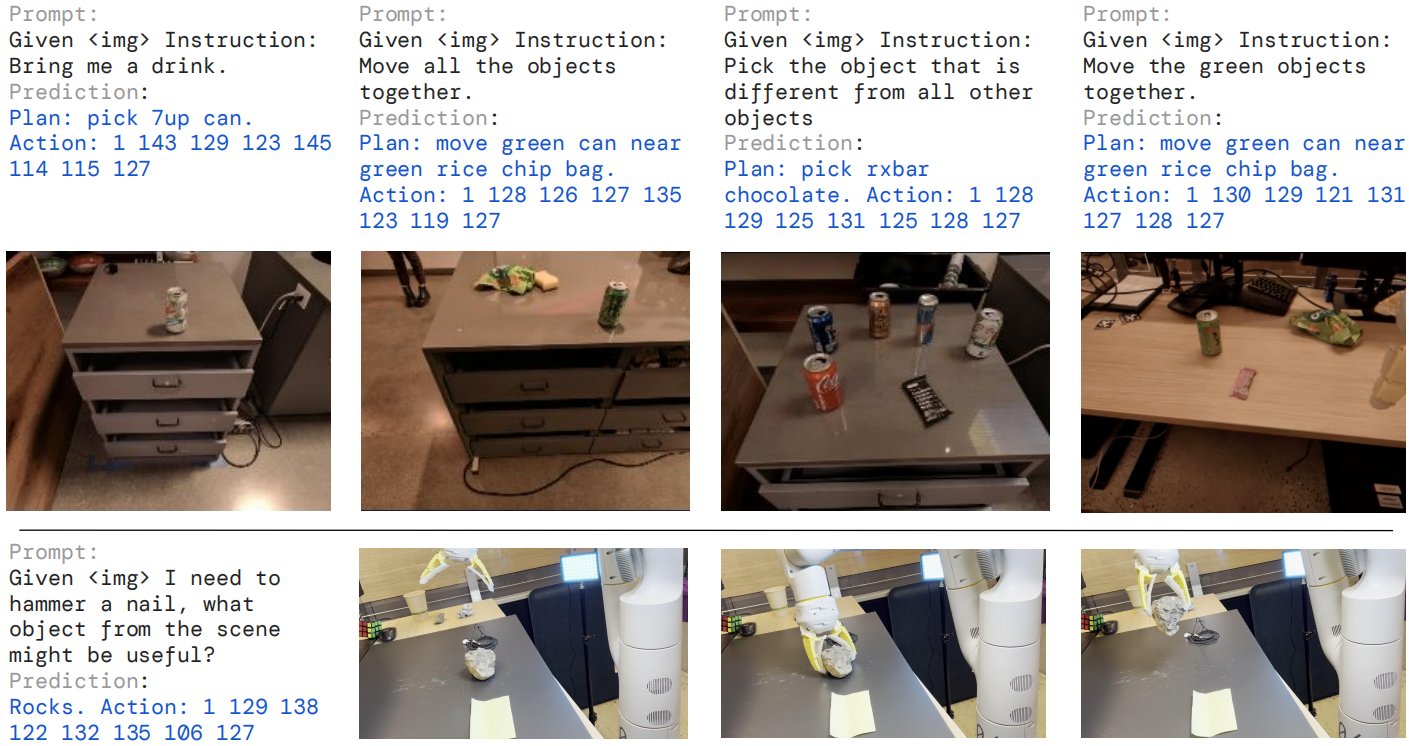 Prompt:
Given <img> Instruction:
Bring me a drink.
Prediction:
Plan: pick 7up can.
Action: 1 143 129 123 145
114 115 127
Prompt:
Given <img> Instruction:
Move all the objects
together.
Prediction:
Plan: move green can near
green rice chip bag.
Action: 1 128 126 127 135
123 119 127
Prompt:
Given <img> Instruction:
Pick the object that is
different from all other
objects
Prediction:
Plan: pick rxbar
chocolate. Action: 1 128
129 125 131 125 128 127
Prompt:
Given <img> Instruction:
Move the green objects
together.
Prediction:
Plan: move green can near
green rice chip bag.
Action: 1 130 129 121 131
127 128 127
Prompt:
Given <img> I need to
hammer a nail, what
object from the scene
might be useful?
Prediction:
Rocks. Action: 1 129 138
122 132 135 106 127